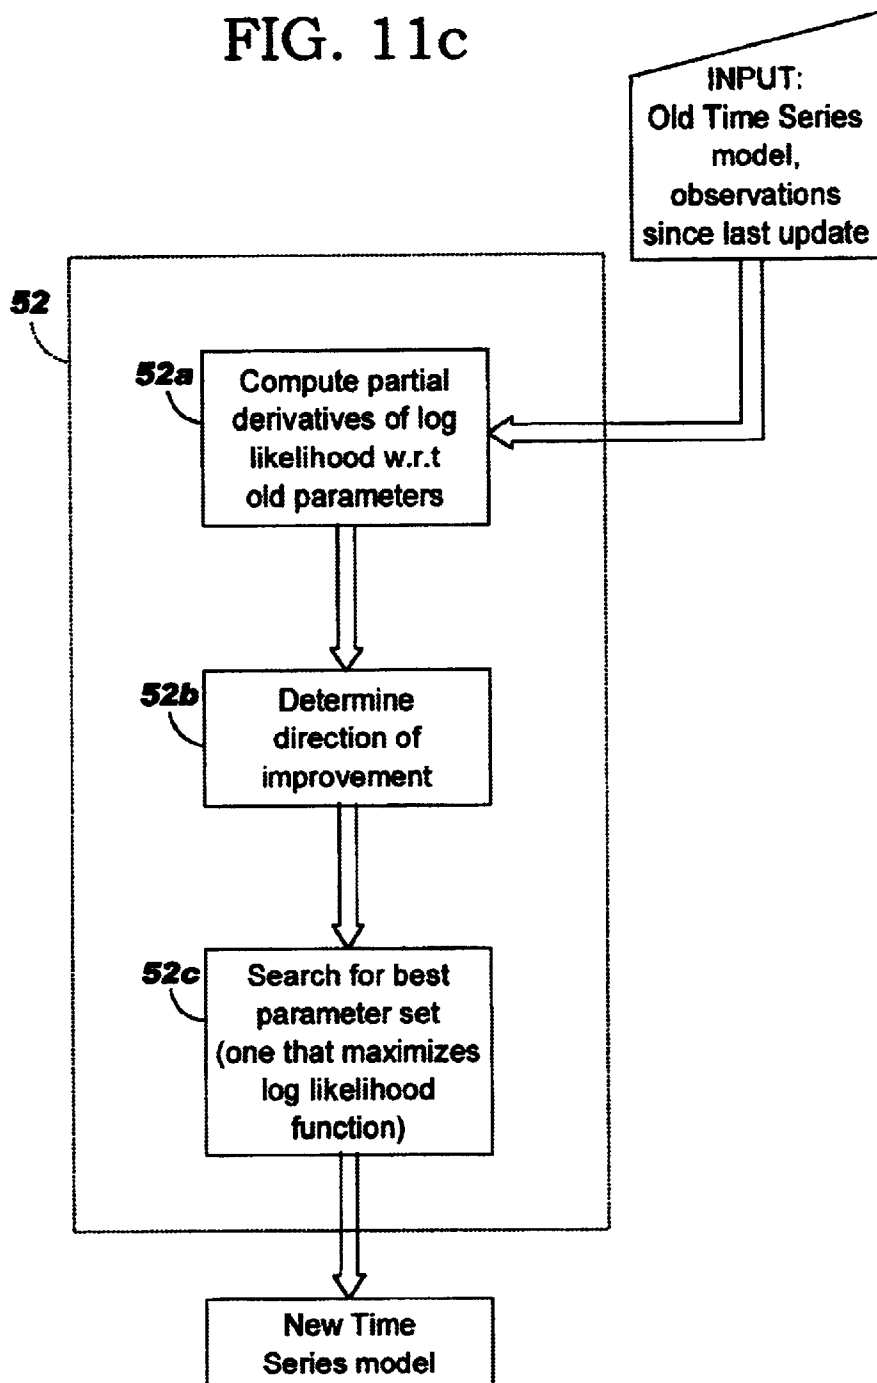 FIG. 11c
INPUT:
Old Time Series
model,
observations
since last update
52
52a
Compute partial
derivatives of log
likelihood w.r.t
old parameters
52b
Determine
direction of
improvement
52c
Search for best
parameter set
(one that maximizes
log likelihood
function)
New Time
Series model